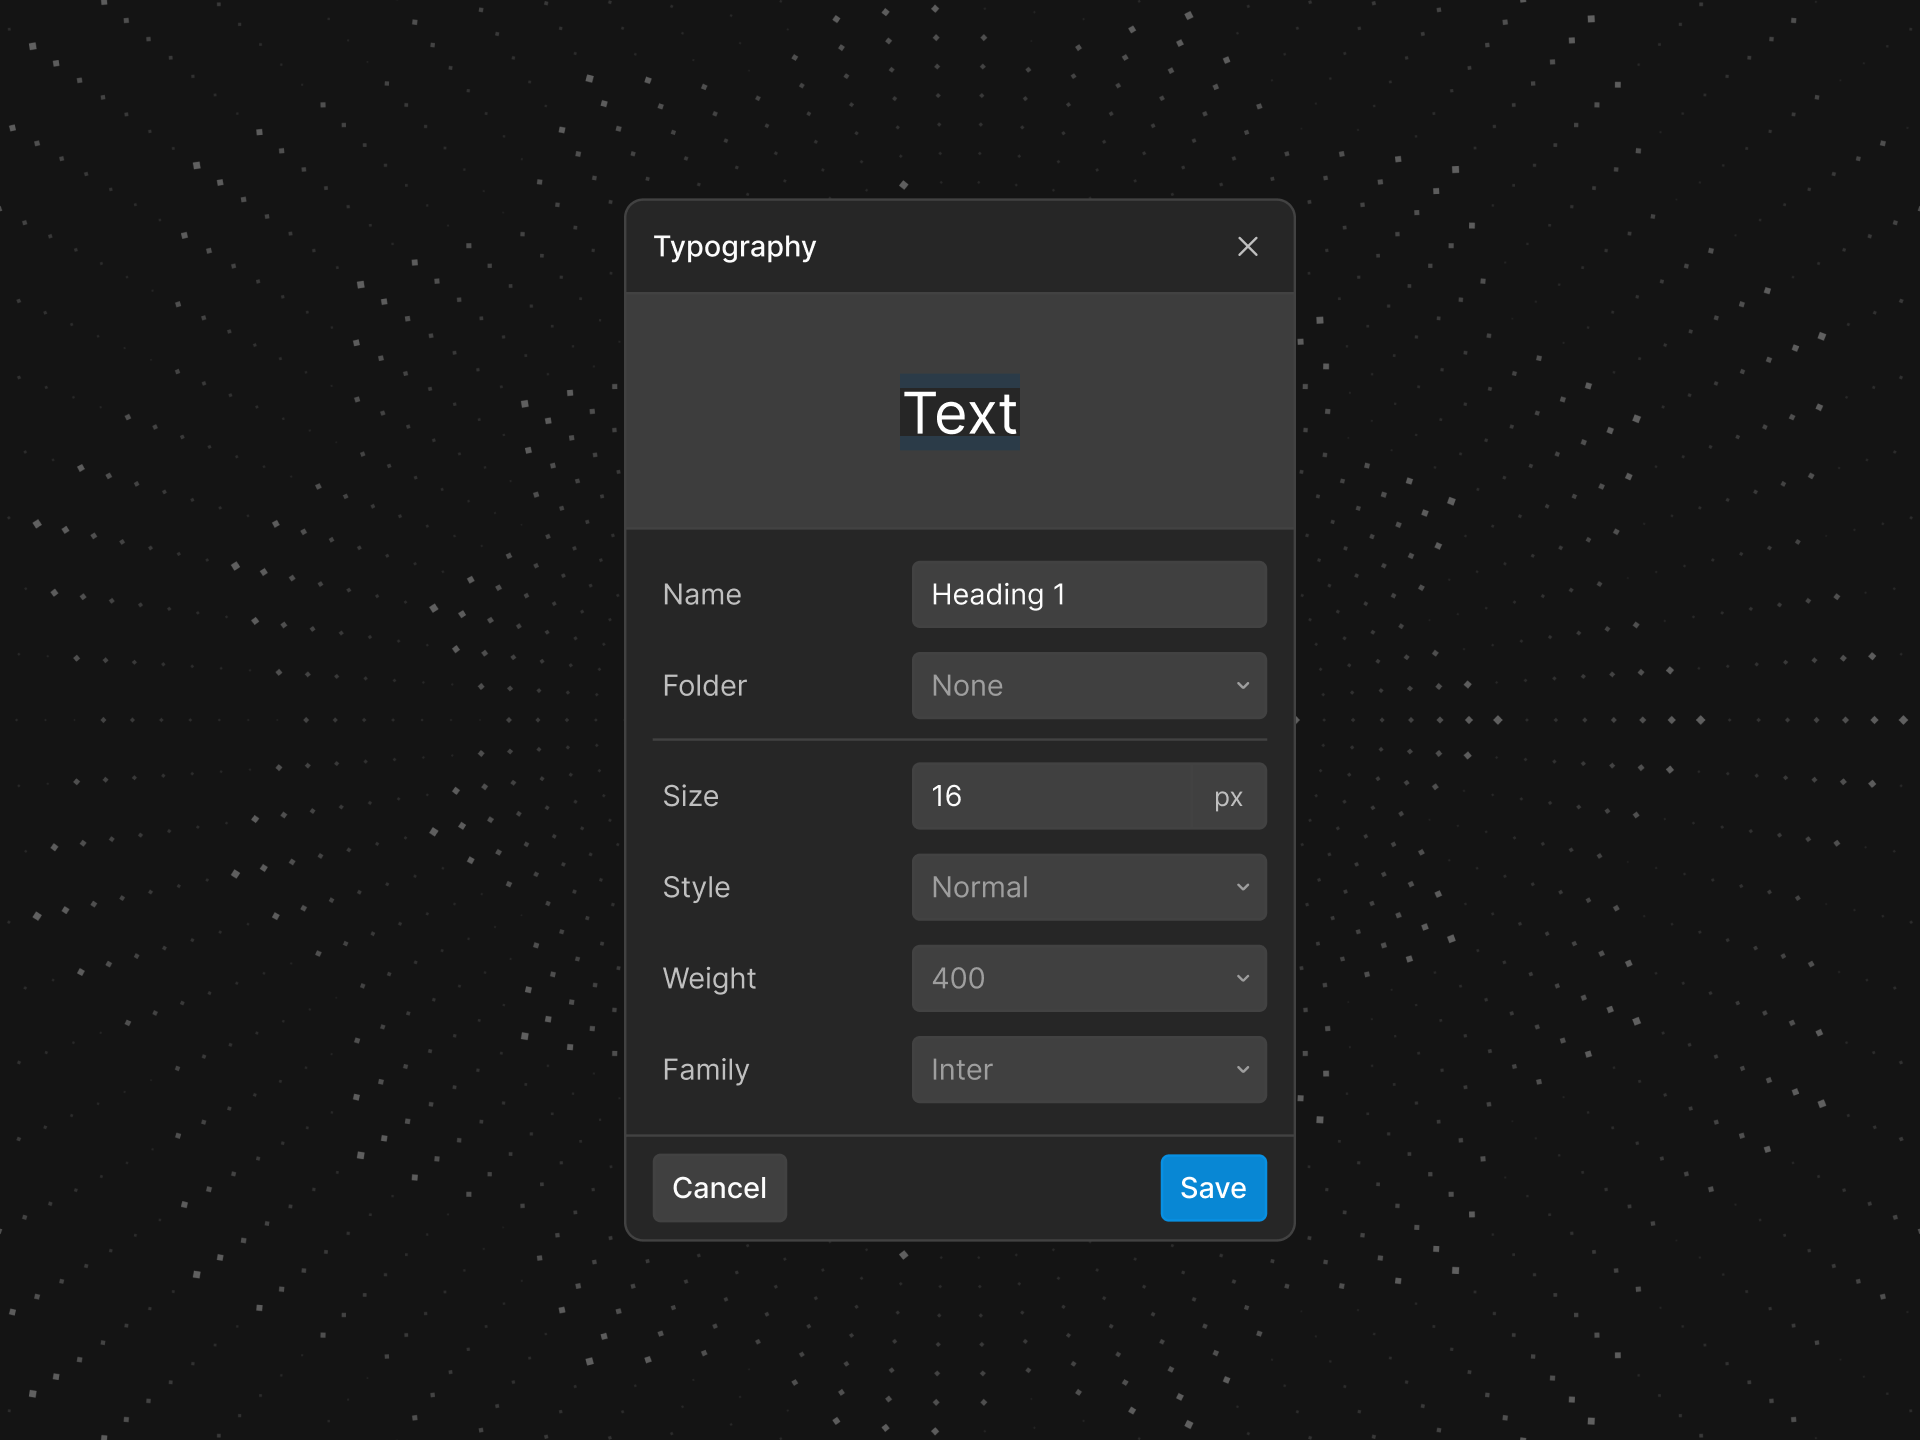 Typography
Text
Name
Heading 1
Folder
None
Size
16 px
Style
Normal
Weight
400
Family
Inter
Cancel
Save